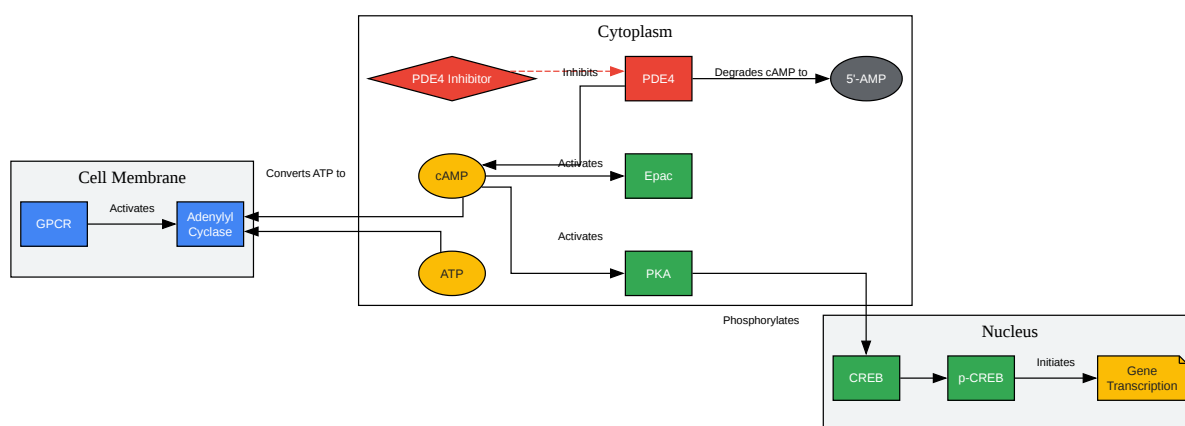 Cytoplasm
PDE4 Inhibitor
Inhibits
PDE4
Degrades cAMP to
5'-AMP
Cell Membrane
Converts ATP to
cAMP
Activates
Epac
GPCR
Activates
Adenylyl
Cyclase
Activates
ATP
PKA
Phosphorylates
Nucleus
CREB
p-CREB
Initiates
Gene
Transcription